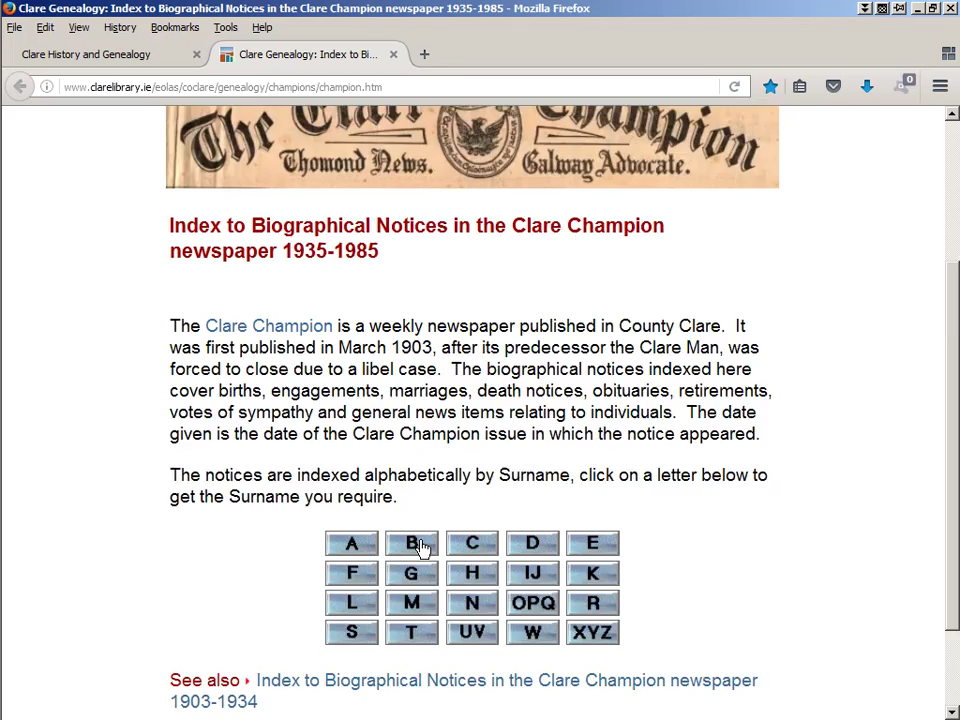 Clare Genealogy: Index to Biographical Notices in the Clare Champion newspaper 1935-1985 - Mozilla Firefox
File Edit View History Bookmarks Tools Help
Clare History and Genealogy
Clare Genealogy: Index to Bi...
www.clarelibrary.ie/eolas/coclare/genealogy/champions/champion.htm
0
The Clare Champion
Thomond News. Galway Advocate.
Index to Biographical Notices in the Clare Champion
newspaper 1935-1985
The Clare Champion is a weekly newspaper published in County Clare. It
was first published in March 1903, after its predecessor the Clare Man, was
forced to close due to a libel case. The biographical notices indexed here
cover births, engagements, marriages, death notices, obituaries, retirements,
votes of sympathy and general news items relating to individuals. The date
given is the date of the Clare Champion issue in which the notice appeared.
The notices are indexed alphabetically by Surname, click on a letter below to
get the Surname you require.
A B C D E
F G H IJ K
L M N OPQ R
S T UV W XYZ
See also Index to Biographical Notices in the Clare Champion newspaper
1903-1934